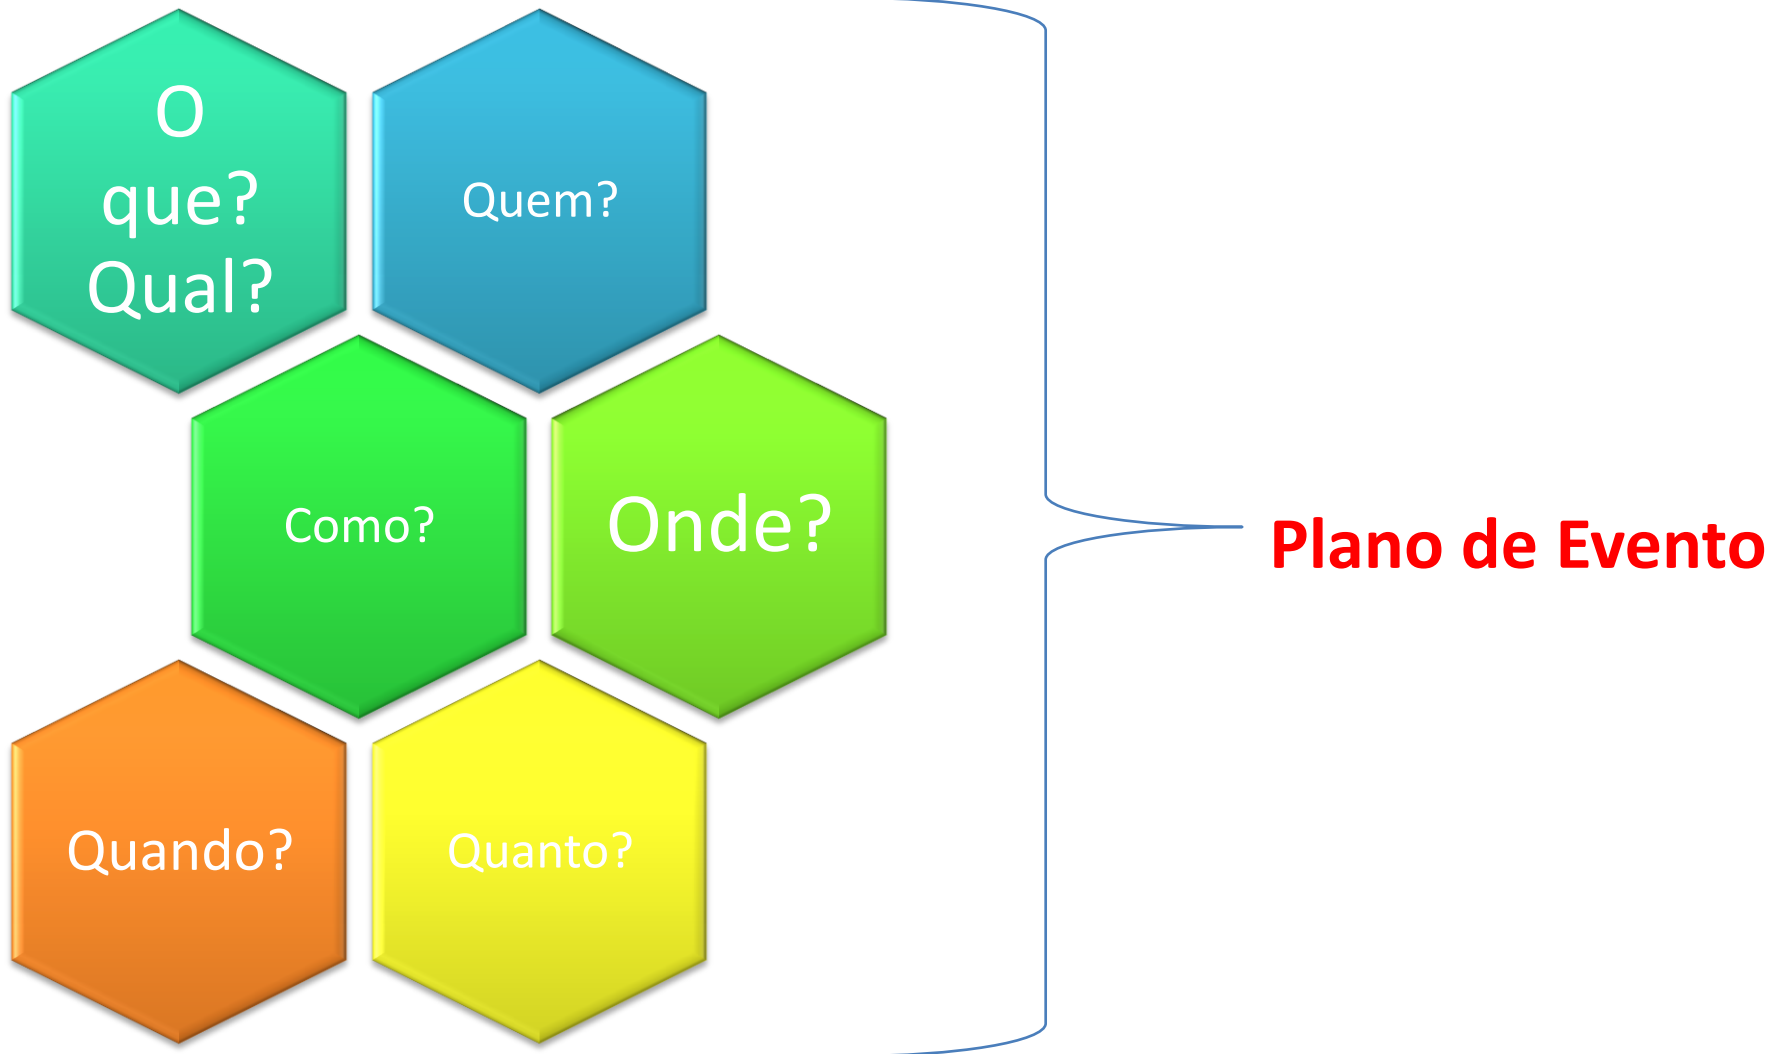 O
que?
Qual?
Quem?
Como?
Onde?
Quando?
Quanto?
Plano de Evento